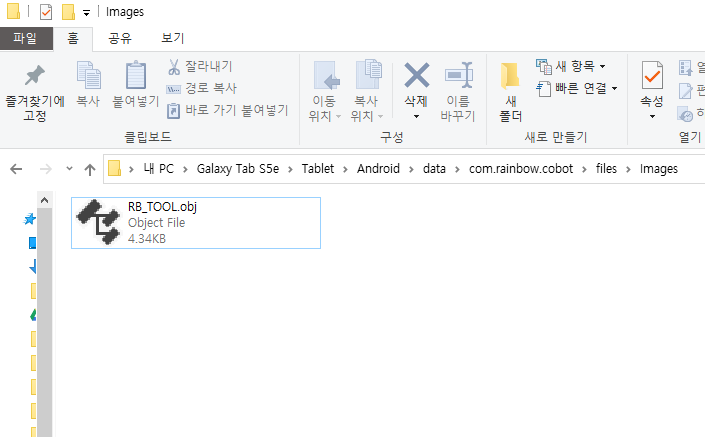 Images
파일 홈 공유 보기
즐겨찾기에 고정
복사
붙여넣기
잘라내기
경로 복사
바로 가기 붙여넣기
클립보드
이동 위치
복사 위치
삭제
이름 바꾸기
구성
새 폴더
새 항목
빠른 연결
새로 만들기
속성
열
편
히
열기
내 PC > Galaxy Tab S5e > Tablet > Android > data > com.rainbow.cobot > files > Images
RB_TOOL.obj
Object File
4.34KB